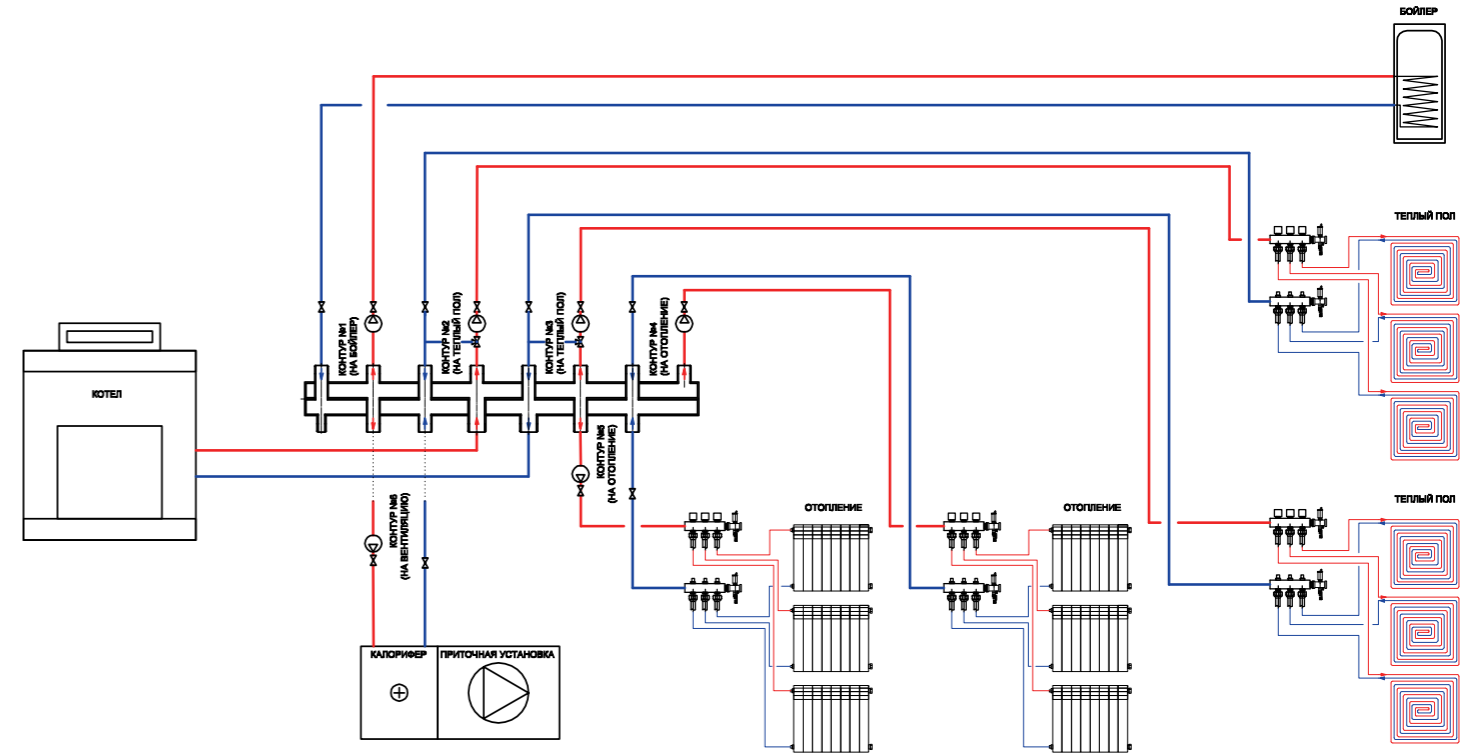 БОЙЛЕР
ТЕПЛЫЙ ПОЛ
КОНТУР №1
(НА БОЙЛЕР)
КОНТУР №2
(НА ТЕПЛЫЙ ПОЛ)
КОНТУР №3
(НА ТЕПЛЫЙ ПОЛ)
КОНТУР №4
(НА ОТОПЛЕНИЕ)
КОТЕЛ
КОНТУР №5
(НА ОТОПЛЕНИЕ)
КОНТУР №6
(НА ВЕНТИЛЯЦИЮ)
ОТОПЛЕНИЕ
ОТОПЛЕНИЕ
ТЕПЛЫЙ ПОЛ
КАЛОРИФЕР
ПРИТОЧНАЯ УСТАНОВКА